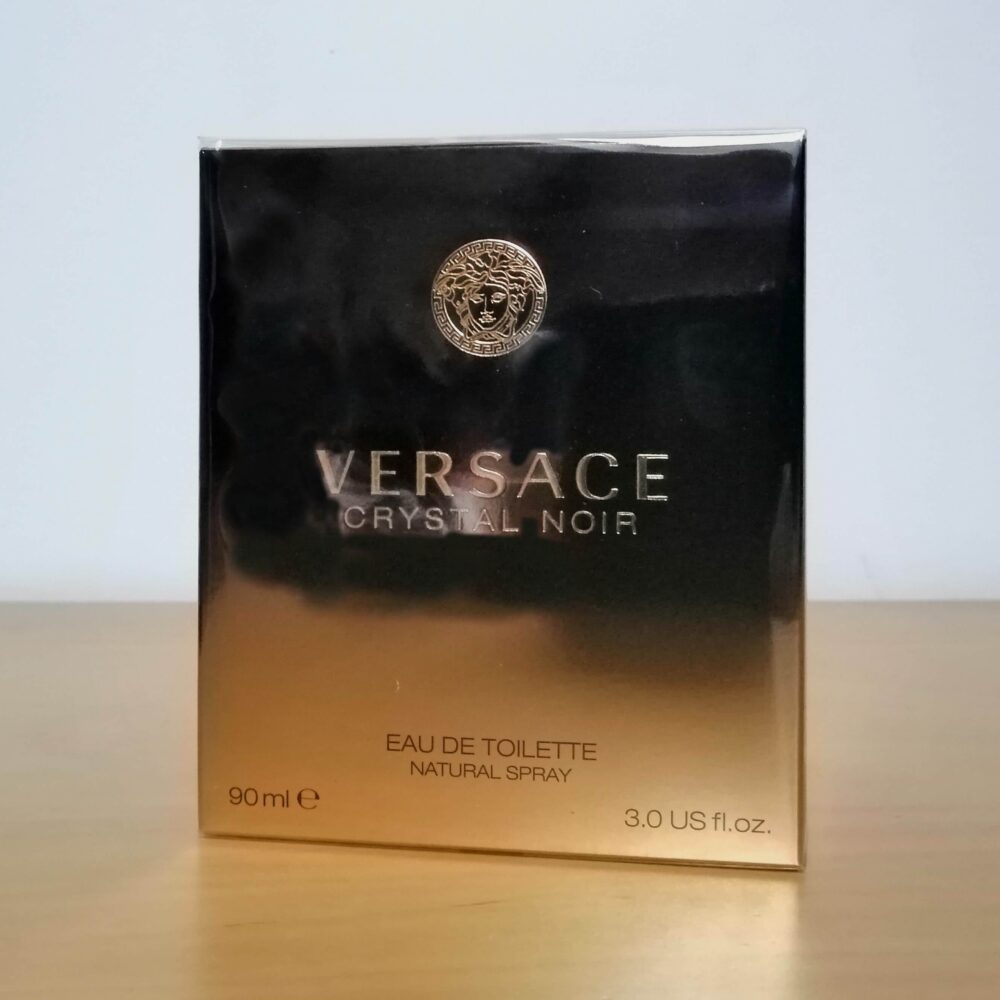 VERSACE
CRYSTAL NOIR
EAU DE TOILETTE
NATURAL SPRAY
90 ml ℮
3.0 US fl.oz.